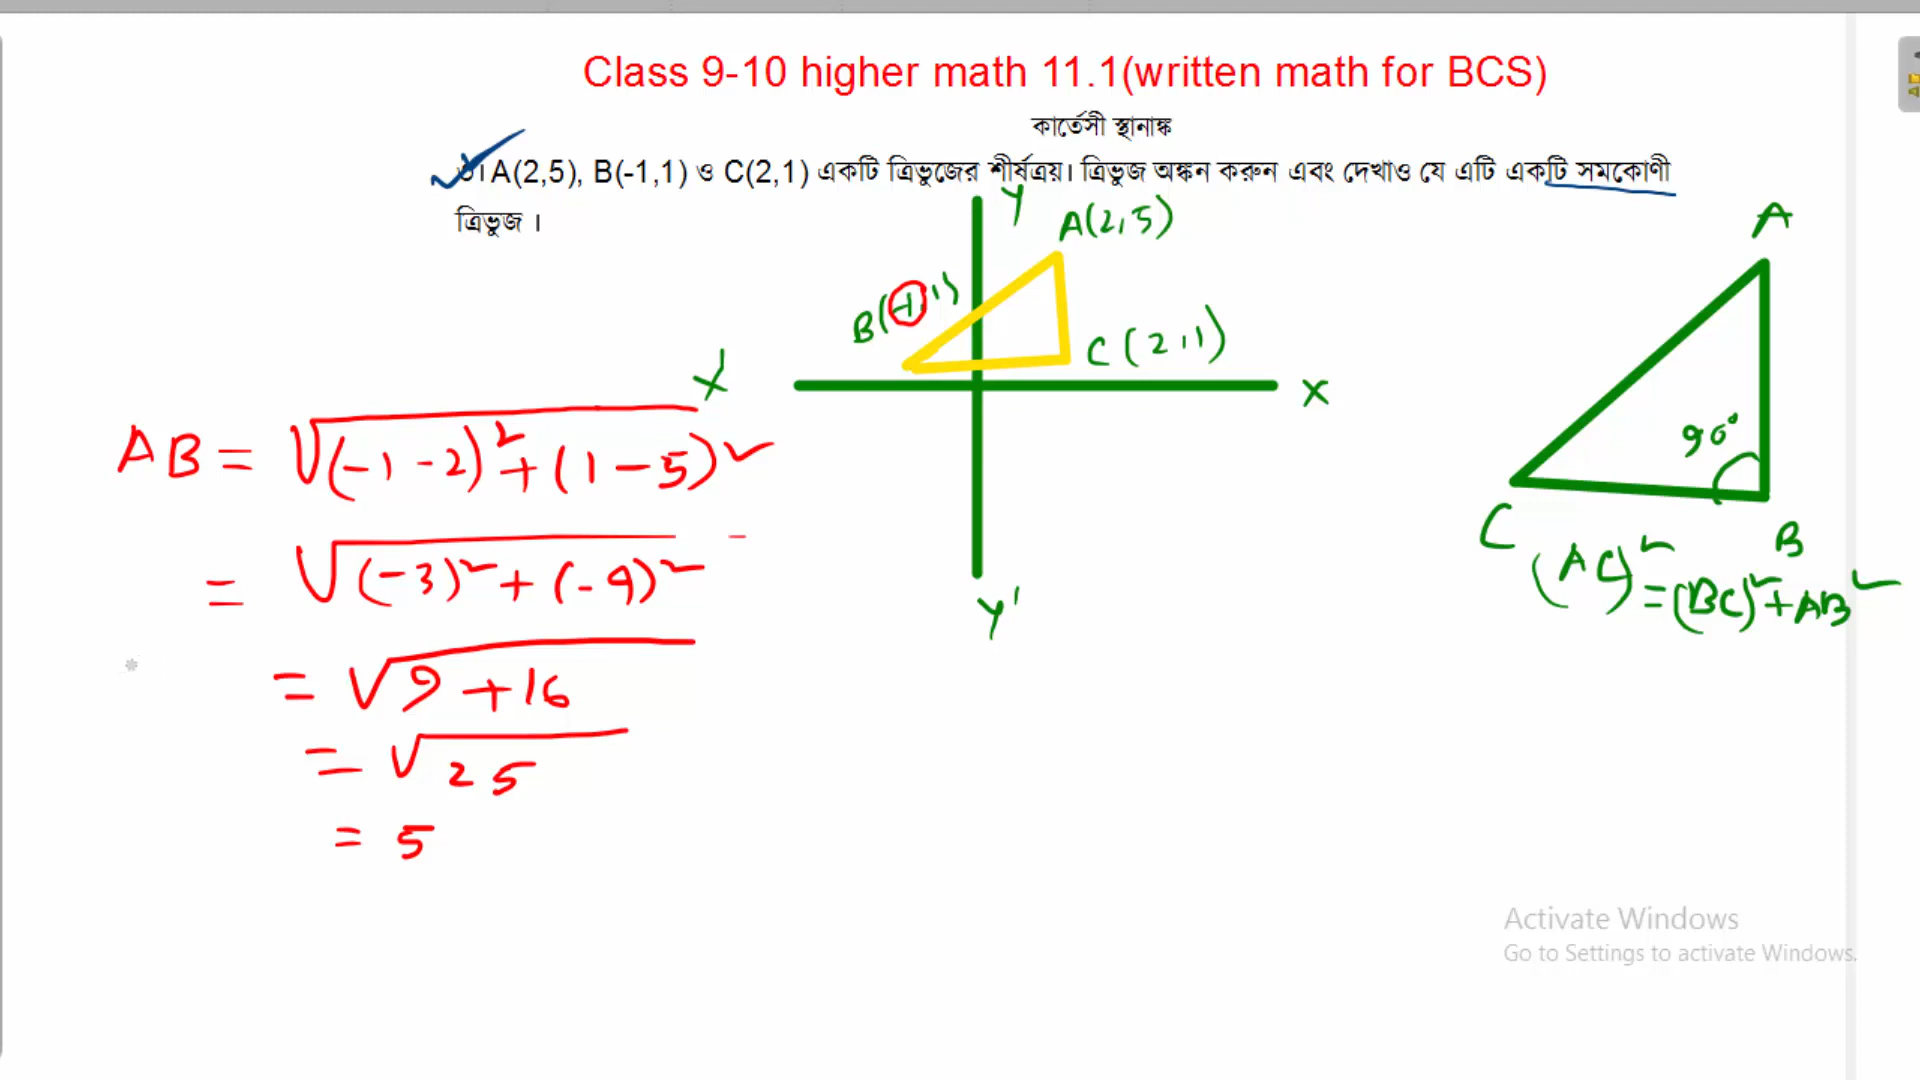 Class 9-10 higher math 11.1(written math for BCS)
কার্তেসী স্থানাঙ্ক
৩। A(2,5), B(-1,1) ও C(2,1) একটি ত্রিভুজের শীর্ষত্রয়। ত্রিভুজ অঙ্কন করুন এবং দেখাও যে এটি একটি সমকোণী
ত্রিভুজ ।
Y
A(2,5)
A
B(-1,1)
C(2,1)
X
90°
AB = √(-1-2)²+(1-5)²
C
B
= √(-3)²+(-4)²
(AC)² = (BC)²+AB²
Y'
= √9+16
= √25
= 5
Activate Windows
Go to Settings to activate Windows.